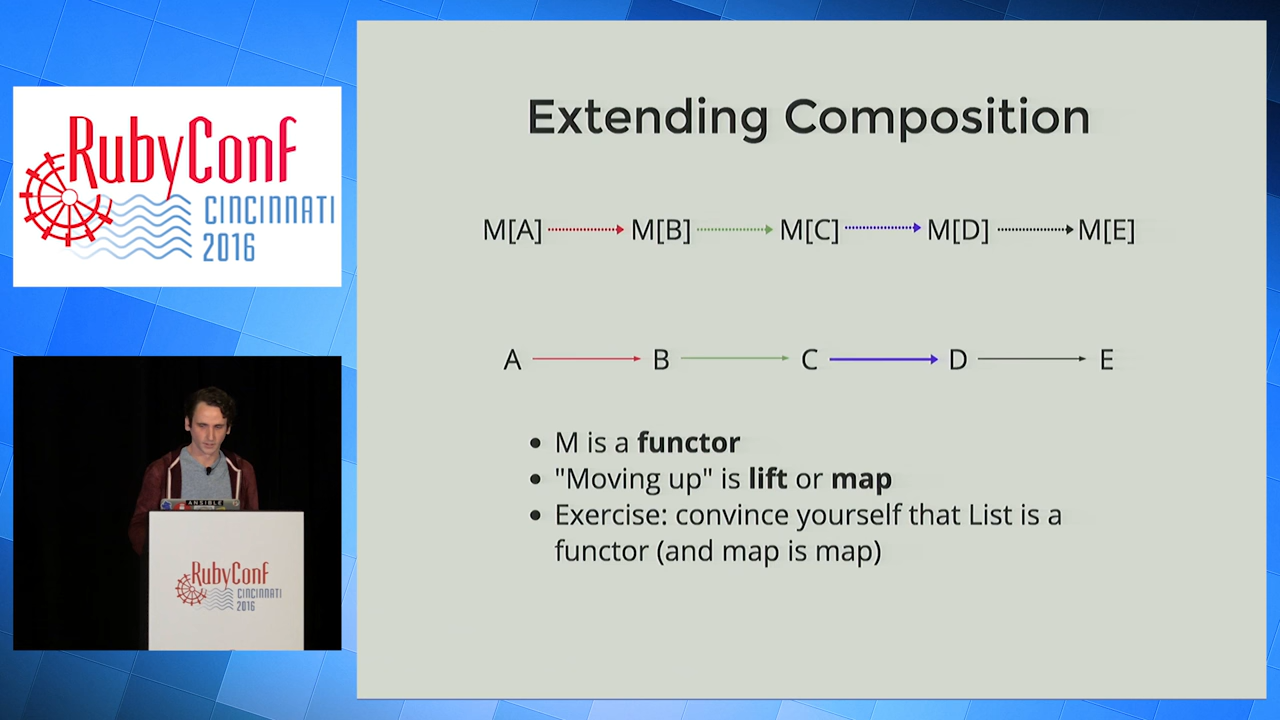 RubyConf
CINCINNATI
2016
Extending Composition
M[A] M[B] M[C] M[D] M[E]
A B C D E
• M is a functor
• "Moving up" is lift or map
• Exercise: convince yourself that List is a
functor (and map is map)
ANSIBLE
RubyConf
CINCINNATI
2016